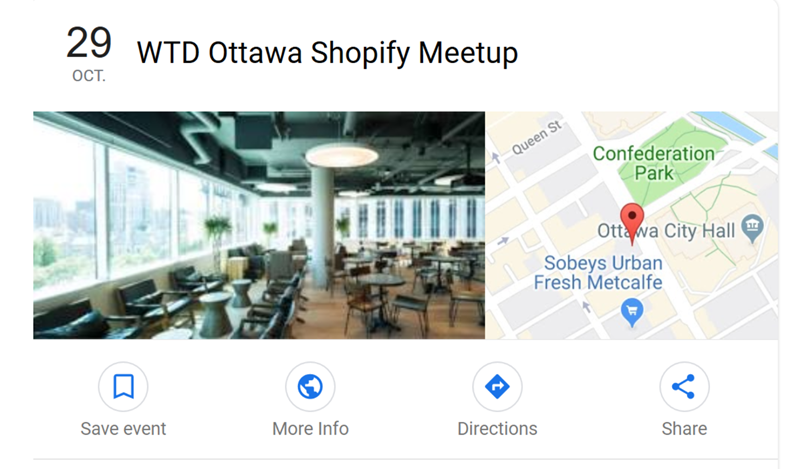 29
OCT.
WTD Ottawa Shopify Meetup
Queen St
Confederation
Park
Ottawa City Hall
Sobeys Urban
Fresh Metcalfe
Save event
More Info
Directions
Share